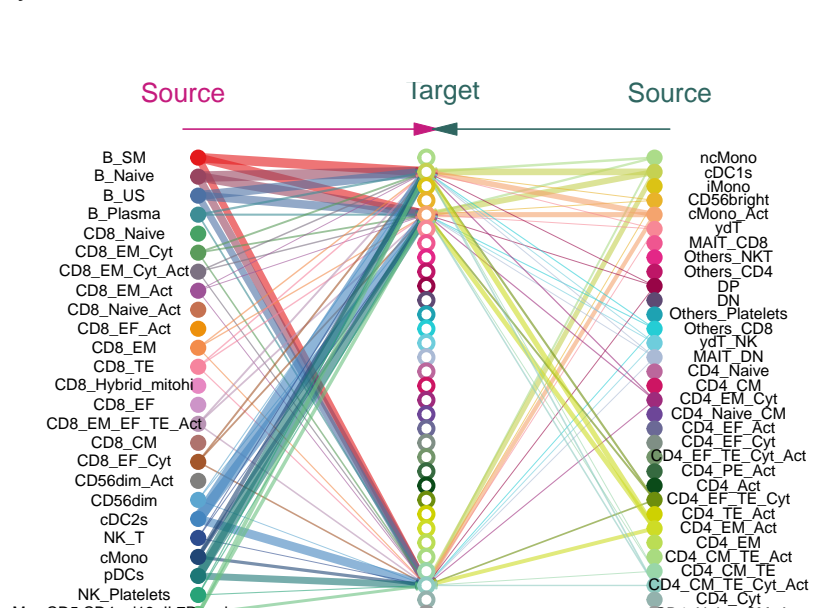 Source
Target
Source
B_SM
B_Naive
B_US
B_Plasma
CD8_Naive
CD8_EM_Cyt
CD8_EM_Cyt_Act
CD8_EM_Act
CD8_Naive_Act
CD8_EF_Act
CD8_EM
CD8_TE
CD8_Hybrid_mitohi
CD8_EF
CD8_EM_EF_TE_Act
CD8_CM
CD8_EF_Cyt
CD56dim_Act
CD56dim
cDC2s
NK_T
cMono
pDCs
NK_Platelets
ncMono
cDC1s
iMono
CD56bright
cMono_Act
ydT
MAIT_CD8
Others_NKT
Others_CD4
DP
DN
Others_Platelets
Others_CD8
ydT_NK
MAIT_DN
CD4_Naive
CD4_CM
CD4_EM_Cyt
CD4_Naive_CM
CD4_EF_Act
CD4_EF_Cyt
CD4_EF_TE_Cyt_Act
CD4_PE_Act
CD4_Act
CD4_EF_TE_Cyt
CD4_TE_Act
CD4_EM_Act
CD4_EM
CD4_CM_TE_Act
CD4_CM_TE
CD4_CM_TE_Cyt_Act
CD4_Cyt